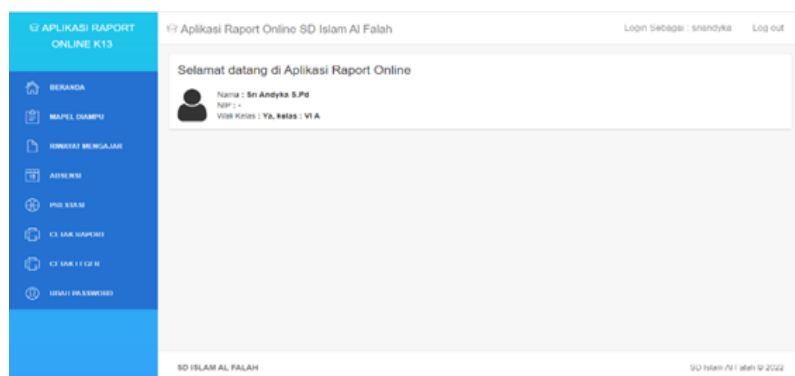 APLIKASI RAPORT
ONLINE K13
Aplikasi Raport Online SD Islam Al Falah
Login Sebagai : sriandyka
Log out
Selamat datang di Aplikasi Raport Online
Nama : Sri Andyka S.Pd
NIP : -
Wali Kelas : Ya, kelas : VI A
BERANDA
MAPEL DIAMPU
RIWAYAT MENGAJAR
ABSENSI
PRESTASI
CETAK RAPORT
CETAK LEGER
UBAH PASSWORD
SD ISLAM AL FALAH
SD Islam Al Falah © 2022